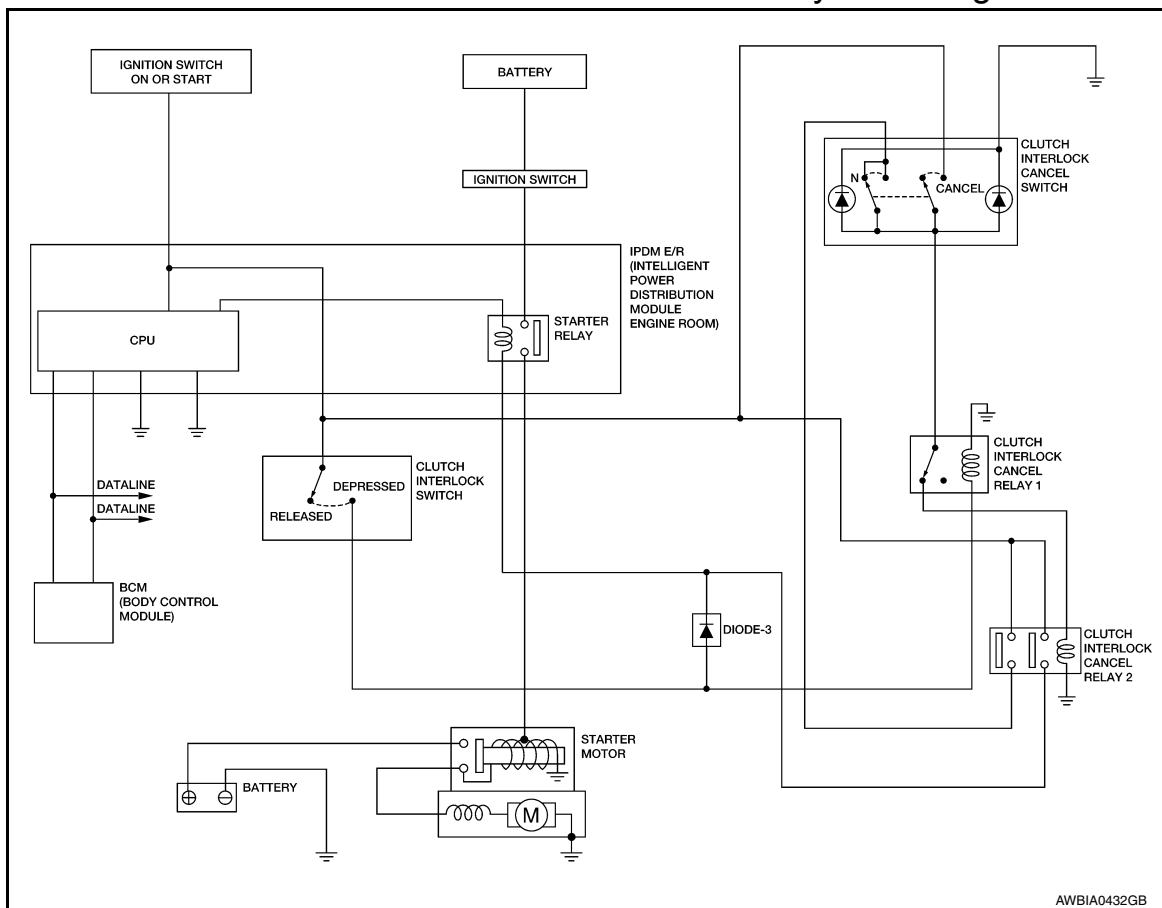 IGNITION SWITCH
ON OR START
BATTERY
IGNITION SWITCH
CLUTCH
INTERLOCK
CANCEL
SWITCH
N
CANCEL
IPDM E/R
(INTELLIGENT
POWER
DISTRIBUTION
MODULE
ENGINE ROOM)
CPU
STARTER
RELAY
CLUTCH
INTERLOCK
CANCEL
RELAY 1
CLUTCH
INTERLOCK
SWITCH
DEPRESSED
RELEASED
DATALINE
DATALINE
BCM
(BODY CONTROL
MODULE)
DIODE-3
CLUTCH
INTERLOCK
CANCEL
RELAY 2
STARTER
MOTOR
BATTERY
M
AWBIA0432GB